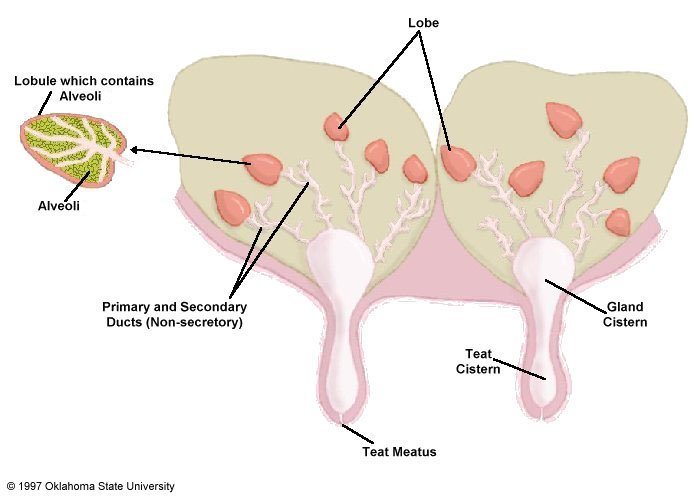 Lobe
Lobule which contains
Alveoli
Alveoli
Primary and Secondary
Ducts (Non-secretory)
Gland
Cistern
Teat
Cistern
Teat Meatus
© 1997 Oklahoma State University